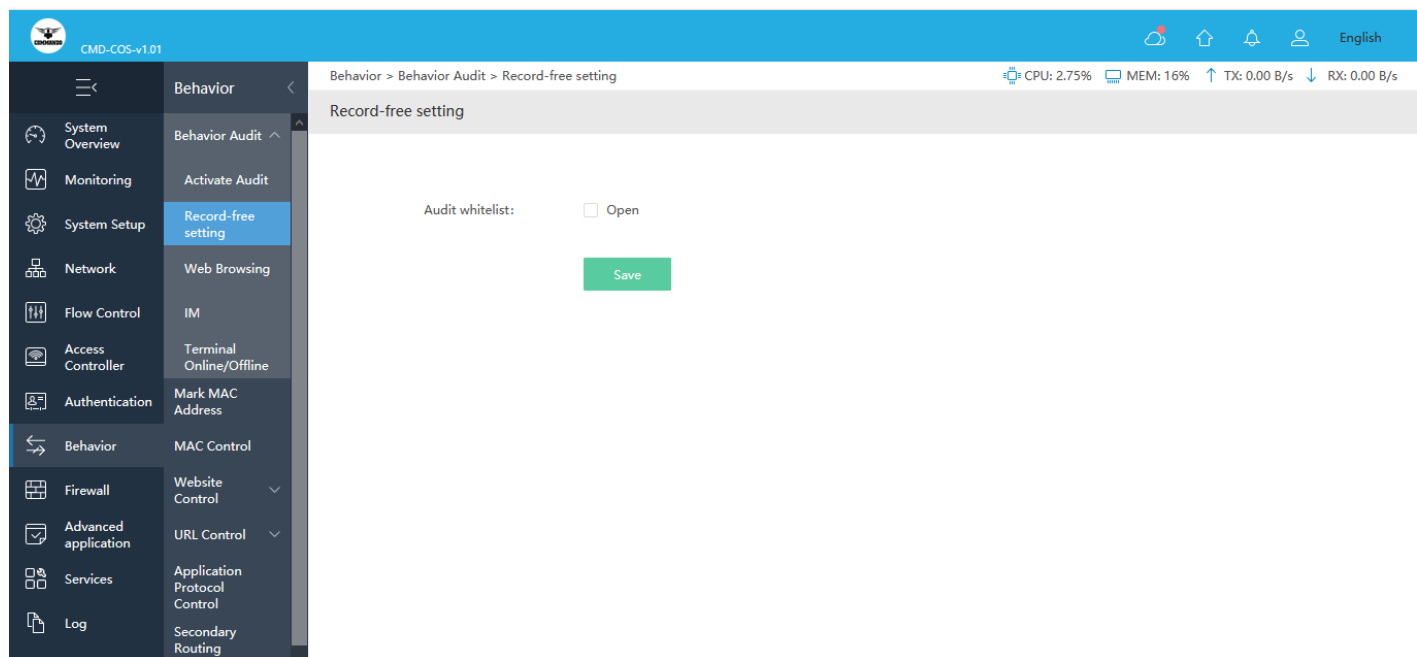 COMMANDO
CMD-COS-v1.01
English
Behavior
Behavior > Behavior Audit > Record-free setting
CPU: 2.75%
MEM: 16%
TX: 0.00 B/s
RX: 0.00 B/s
Record-free setting
System
Overview
Monitoring
System Setup
Network
Flow Control
Access
Controller
Authentication
Behavior
Firewall
Advanced
application
Services
Log
Behavior Audit
Activate Audit
Record-free
setting
Web Browsing
IM
Terminal
Online/Offline
Mark MAC
Address
MAC Control
Website
Control
URL Control
Application
Protocol
Control
Secondary
Routing
Audit whitelist:
Open
Save